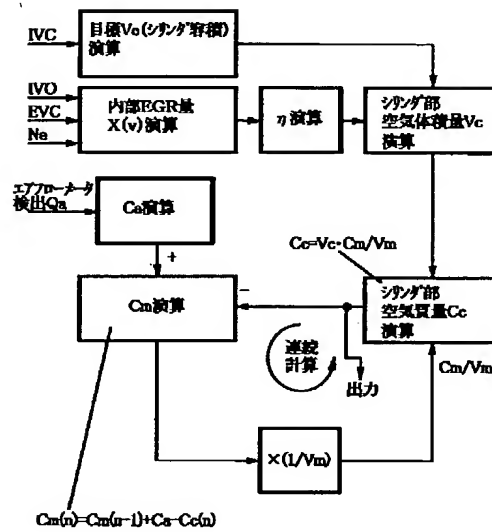 IVC
目標Vc(シリンダ容積)
演算
IVO
EVC
Ne
内部EGR量
X(v)演算
η演算
シリンダ部
空気体積量Vc
演算
エアフローメータ
検出Qa
Ca演算
+
Cc=Vc・Cm/Vm
Cm演算
-
シリンダ部
空気質量Cc
演算
連続
計算
出力
Cm/Vm
×(1/Vm)
Cm(n)=Cm(n-1)+Ca-Cc(n)